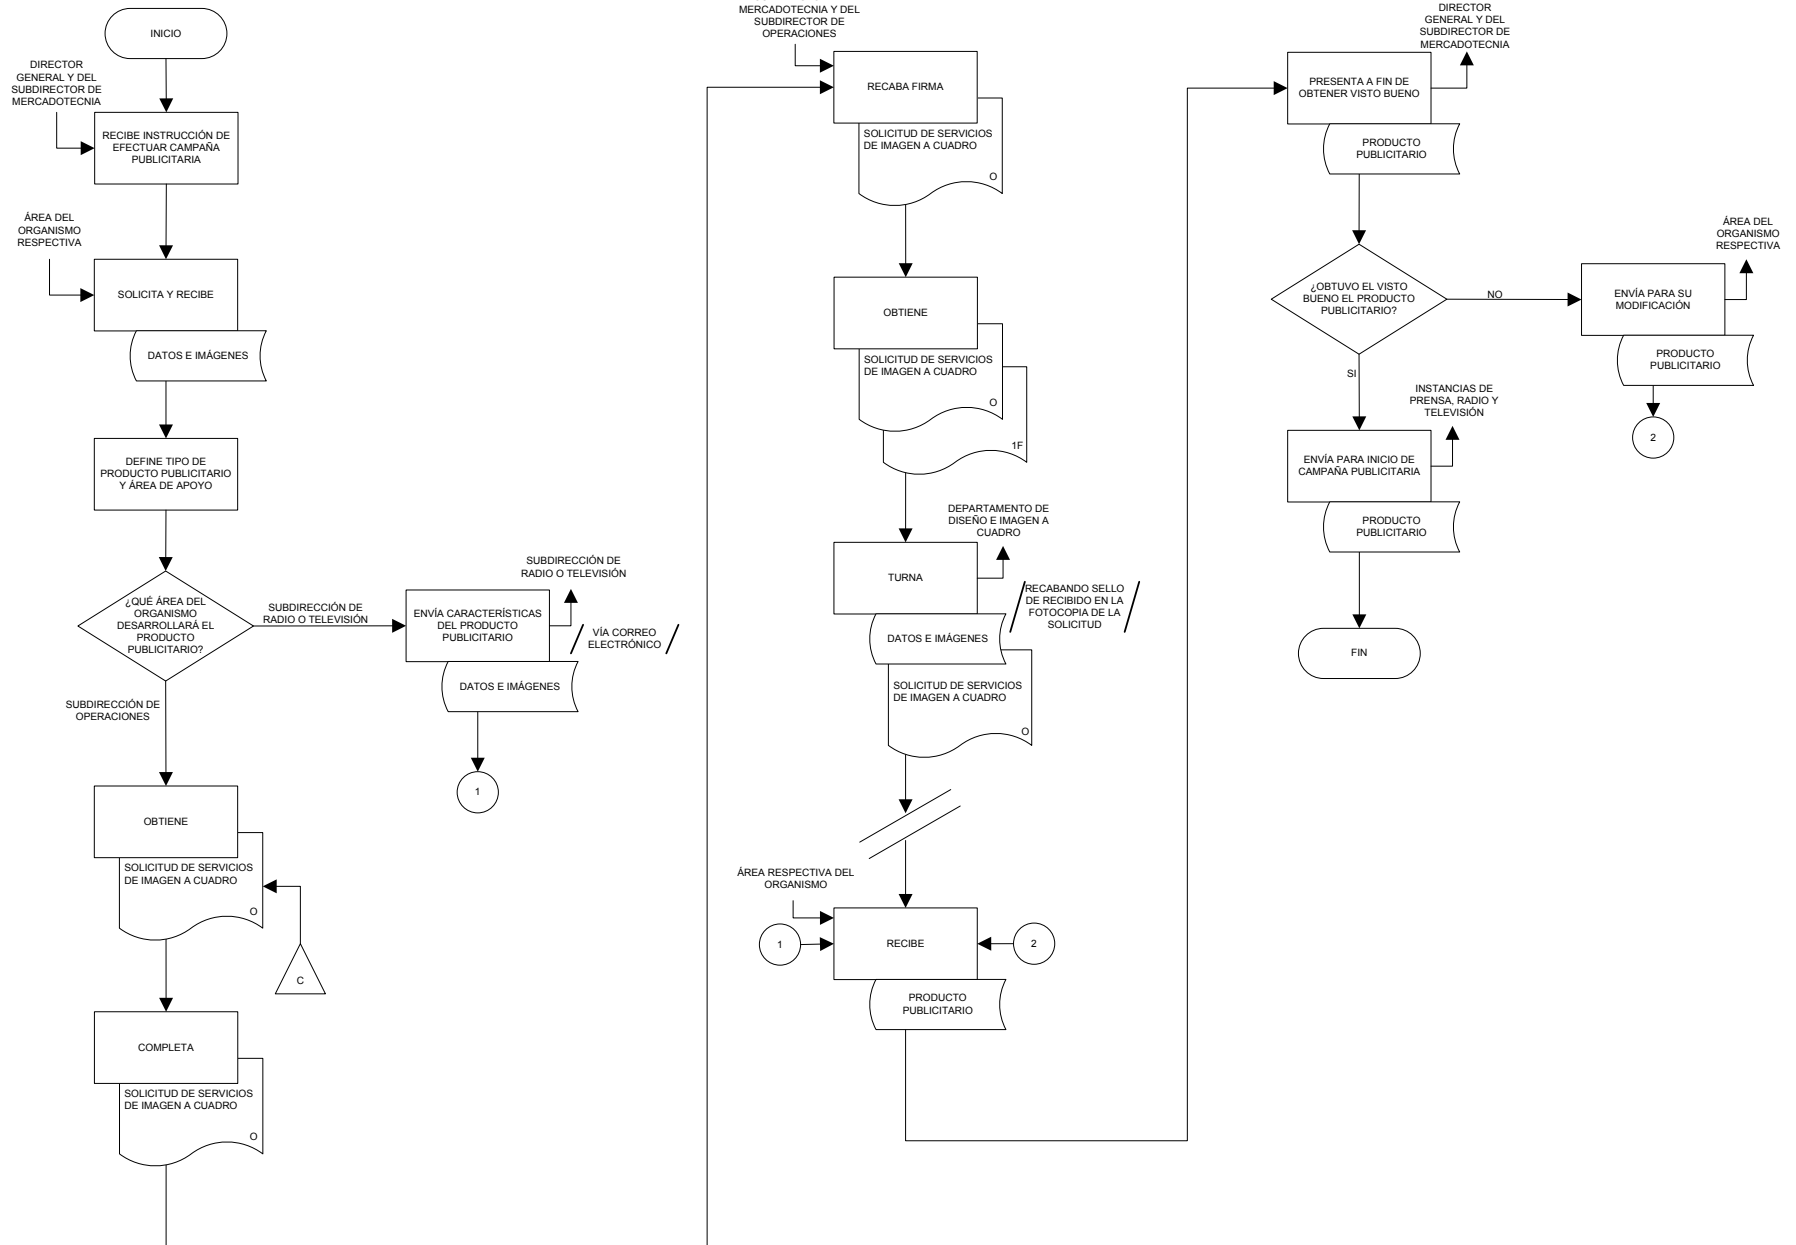 INICIO
DIRECTOR
GENERAL Y DEL
SUBDIRECTOR DE
MERCADOTECNIA
RECIBE INSTRUCCIÓN DE
EFECTUAR CAMPAÑA
PUBLICITARIA
ÁREA DEL
ORGANISMO
RESPECTIVA
SOLICITA Y RECIBE
DATOS E IMÁGENES
DEFINE TIPO DE
PRODUCTO PUBLICITARIO
Y ÁREA DE APOYO
¿QUÉ ÁREA DEL
ORGANISMO
DESARROLLARÁ EL
PRODUCTO
PUBLICITARIO?
SUBDIRECCIÓN DE
RADIO O TELEVISIÓN
SUBDIRECCIÓN DE
RADIO O TELEVISIÓN
ENVÍA CARACTERÍSTICAS
DEL PRODUCTO
PUBLICITARIO
VÍA CORREO
ELECTRÓNICO
DATOS E IMÁGENES
1
SUBDIRECCIÓN DE
OPERACIONES
OBTIENE
SOLICITUD DE SERVICIOS
DE IMAGEN A CUADRO
O
C
COMPLETA
SOLICITUD DE SERVICIOS
DE IMAGEN A CUADRO
O
MERCADOTECNIA Y DEL
SUBDIRECTOR DE
OPERACIONES
RECABA FIRMA
SOLICITUD DE SERVICIOS
DE IMAGEN A CUADRO
O
OBTIENE
SOLICITUD DE SERVICIOS
DE IMAGEN A CUADRO
O
1F
DEPARTAMENTO DE
DISEÑO E IMAGEN A
CUADRO
TURNA
RECABANDO SELLO
DE RECIBIDO EN LA
FOTOCOPIA DE LA
SOLICITUD
DATOS E IMÁGENES
SOLICITUD DE SERVICIOS
DE IMAGEN A CUADRO
O
ÁREA RESPECTIVA DEL
ORGANISMO
1
RECIBE
2
PRODUCTO
PUBLICITARIO
DIRECTOR
GENERAL Y DEL
SUBDIRECTOR DE
MERCADOTECNIA
PRESENTA A FIN DE
OBTENER VISTO BUENO
PRODUCTO
PUBLICITARIO
¿OBTUVO EL VISTO
BUENO EL PRODUCTO
PUBLICITARIO?
NO
ÁREA DEL
ORGANISMO
RESPECTIVA
ENVÍA PARA SU
MODIFICACIÓN
PRODUCTO
PUBLICITARIO
2
SI
INSTANCIAS DE
PRENSA, RADIO Y
TELEVISIÓN
ENVÍA PARA INICIO DE
CAMPAÑA PUBLICITARIA
PRODUCTO
PUBLICITARIO
FIN